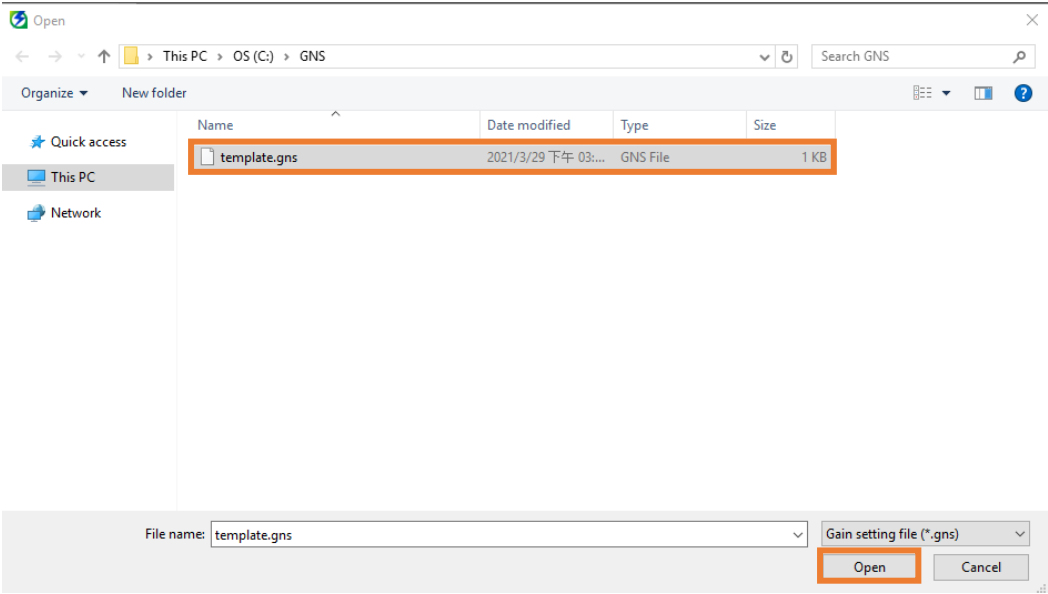 Open
This PC > OS (C:) > GNS
Search GNS
Organize
New folder
Name
Date modified
Type
Size
Quick access
This PC
Network
template.gns
2021/3/29 下午 03:...
GNS File
1 KB
File name:
template.gns
Gain setting file (*.gns)
Open
Cancel